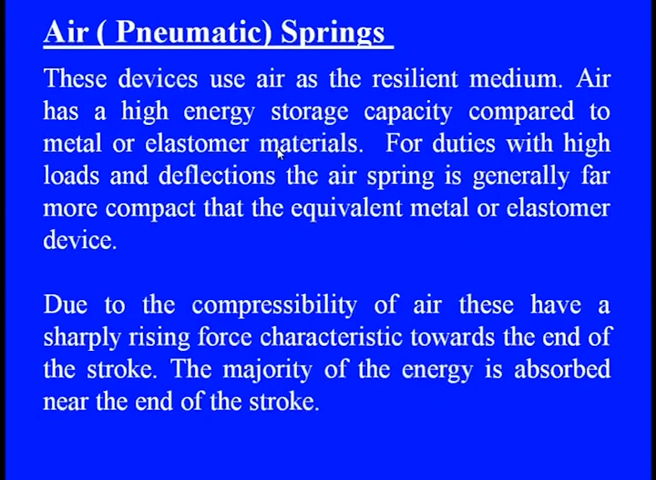 Air ( Pneumatic) Springs
These devices use air as the resilient medium. Air
has a high energy storage capacity compared to
metal or elastomer materials. For duties with high
loads and deflections the air spring is generally far
more compact that the equivalent metal or elastomer
device.
Due to the compressibility of air these have a
sharply rising force characteristic towards the end of
the stroke. The majority of the energy is absorbed
near the end of the stroke.